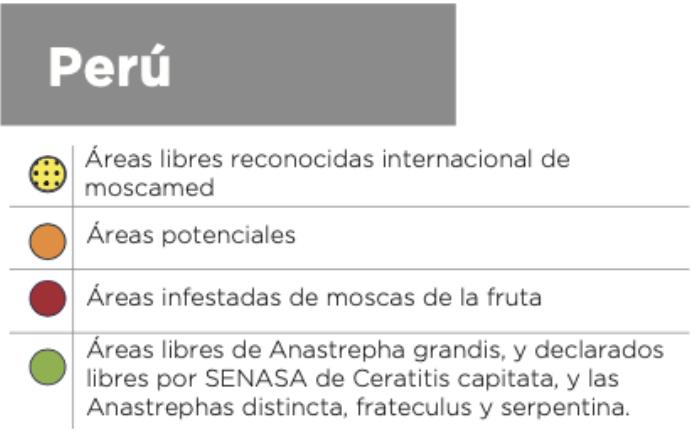 Perú
Áreas libres reconocidas internacional de
moscamed
Áreas potenciales
Áreas infestadas de moscas de la fruta
Áreas libres de Anastrepha grandis, y declarados
libres por SENASA de Ceratitis capitata, y las
Anastrephas distincta, frateculus y serpentina.